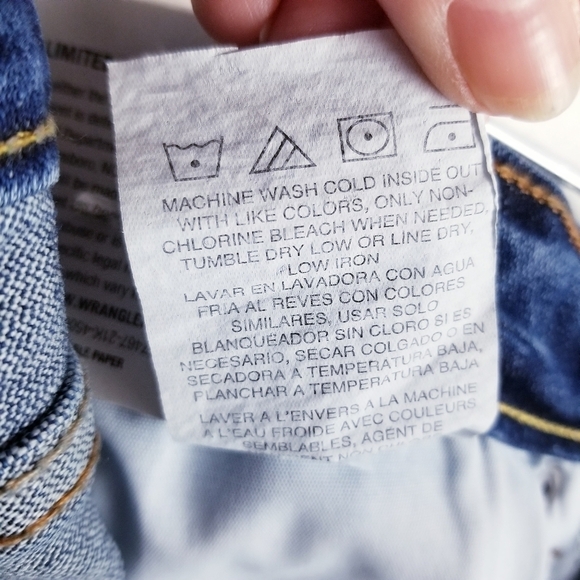 LIMITE
MACHINE WASH COLD INSIDE OUT
WITH LIKE COLORS, ONLY NON-
CHLORINE BLEACH WHEN NEEDED,
TUMBLE DRY LOW OR LINE DRY,
LOW IRON
LAVAR EN LAVADORA CON AGUA
FRIA AL REVES CON COLORES
SIMILARES, USAR SOLO
BLANQUEADOR SIN CLORO SI ES
NECESARIO, SECAR COLGADO O EN
SECADORA A TEMPERATURA BAJA,
PLANCHAR A TEMPERATURA BAJA,
LAVER A L'ENVERS A LA MACHINE
A L'EAU FROIDE AVEC COULEURS
SEMBLABLES, AGENT DE
WRANGLE
PAPER